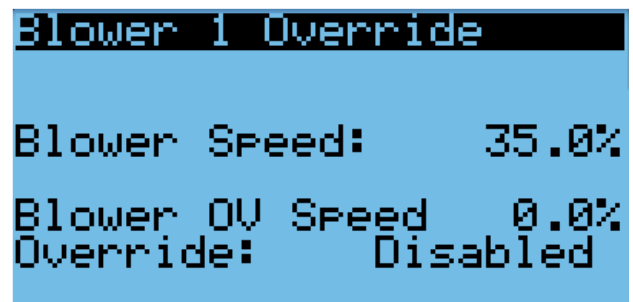 Blower 1 Override
Blower Speed: 35.0%
Blower OV Speed 0.0%
Override: Disabled